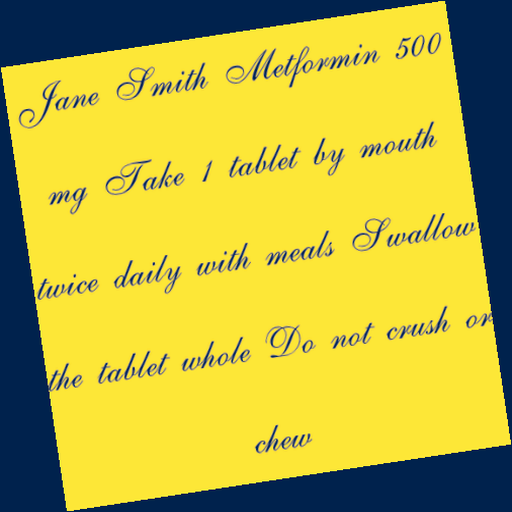 Jane Smith Metformin 500
mg Take 1 tablet by mouth
twice daily with meals Swallow
the tablet whole Do not crush or
chew